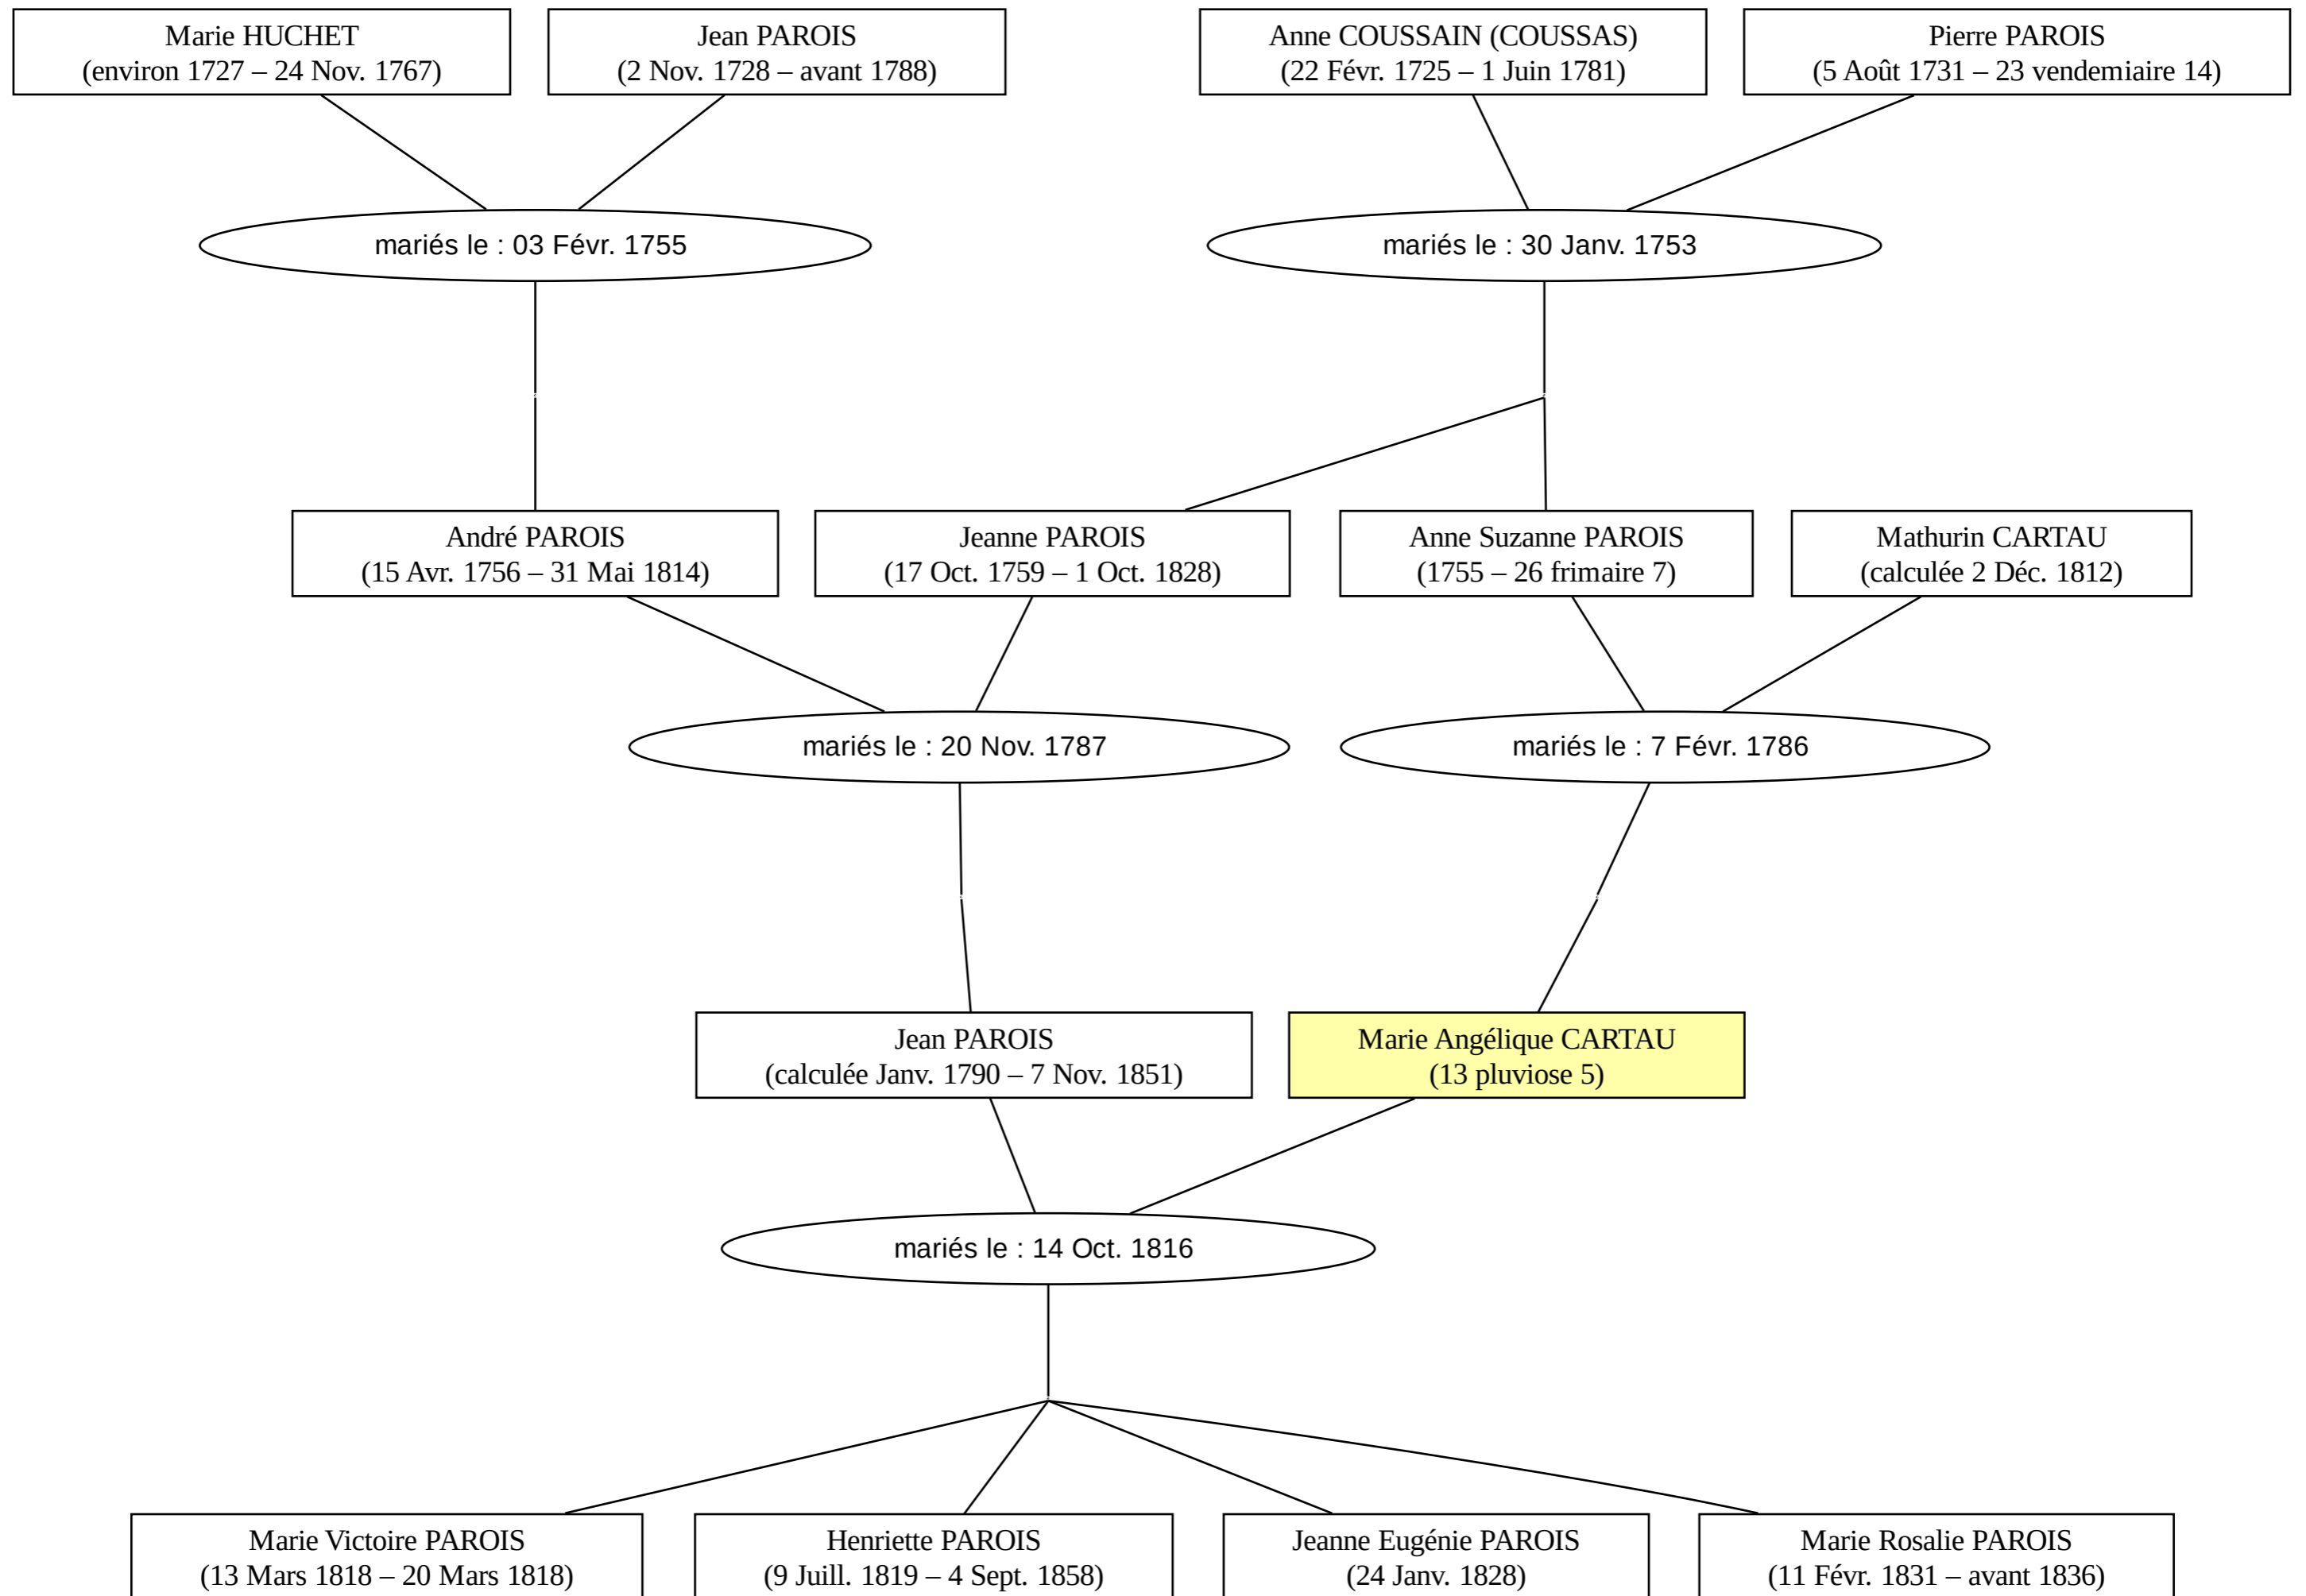 Marie HUCHET
(environ 1727 – 24 Nov. 1767)
Jean PAROIS
(2 Nov. 1728 – avant 1788)
Anne COUSSAIN (COUSSAS)
(22 Févr. 1725 – 1 Juin 1781)
Pierre PAROIS
(5 Août 1731 – 23 vendemiaire 14)
mariés le : 03 Févr. 1755
mariés le : 30 Janv. 1753
André PAROIS
(15 Avr. 1756 – 31 Mai 1814)
Jeanne PAROIS
(17 Oct. 1759 – 1 Oct. 1828)
Anne Suzanne PAROIS
(1755 – 26 frimaire 7)
Mathurin CARTAU
(calculée 2 Déc. 1812)
mariés le : 20 Nov. 1787
mariés le : 7 Févr. 1786
Jean PAROIS
(calculée Janv. 1790 – 7 Nov. 1851)
Marie Angélique CARTAU
(13 pluviose 5)
mariés le : 14 Oct. 1816
Marie Victoire PAROIS
(13 Mars 1818 – 20 Mars 1818)
Henriette PAROIS
(9 Juill. 1819 – 4 Sept. 1858)
Jeanne Eugénie PAROIS
(24 Janv. 1828)
Marie Rosalie PAROIS
(11 Févr. 1831 – avant 1836)